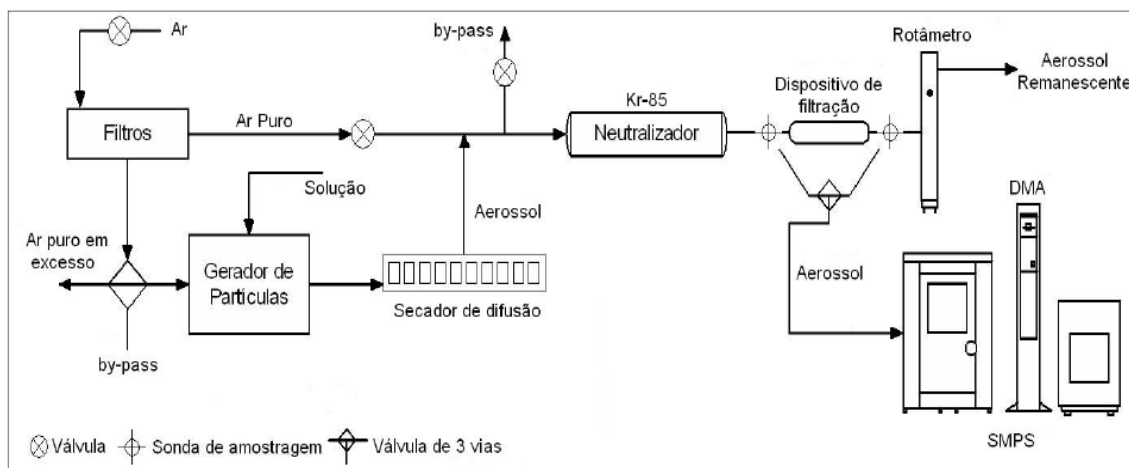 Ar
by-pass
Rotâmetro
Aerossol
Remanescente
Kr-85
Dispositivo de
filtração
Filtros
Ar Puro
Neutralizador
Solução
Aerossol
DMA
Ar puro em
excesso
Gerador de
Partículas
Aerossol
Secador de difusão
by-pass
SMPS
Válvula
Sonda de amostragem
Válvula de 3 vias